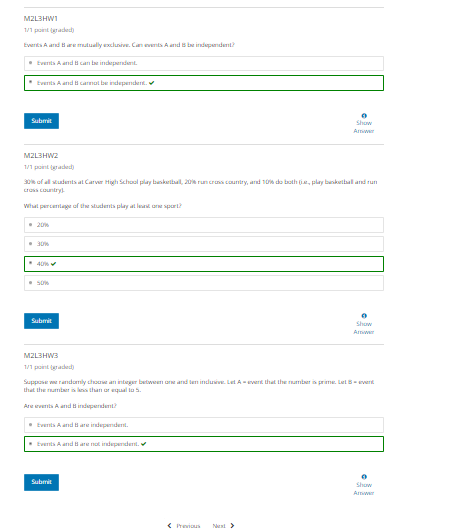 M2L3HW1
1/1 point (graded)
Events A and B are mutually exclusive. Can events A and B be independent?
Events A and B can be independent.
Events A and B cannot be independent.
Submit
Show
Answer
M2L3HW2
1/1 point (graded)
30% of all students at Carver High School play basketball, 20% run cross country, and 10% do both (i.e., play basketball and run
cross country).
What percentage of the students play at least one sport?
20%
30%
40%
50%
Submit
Show
Answer
M2L3HW3
1/1 point (graded)
Suppose we randomly choose an integer between one and ten inclusive. Let A = event that the number is prime. Let B = event
that the number is less than or equal to 5.
Are events A and B independent?
Events A and B are independent.
Events A and B are not independent.
Submit
Show
Answer
Previous Next